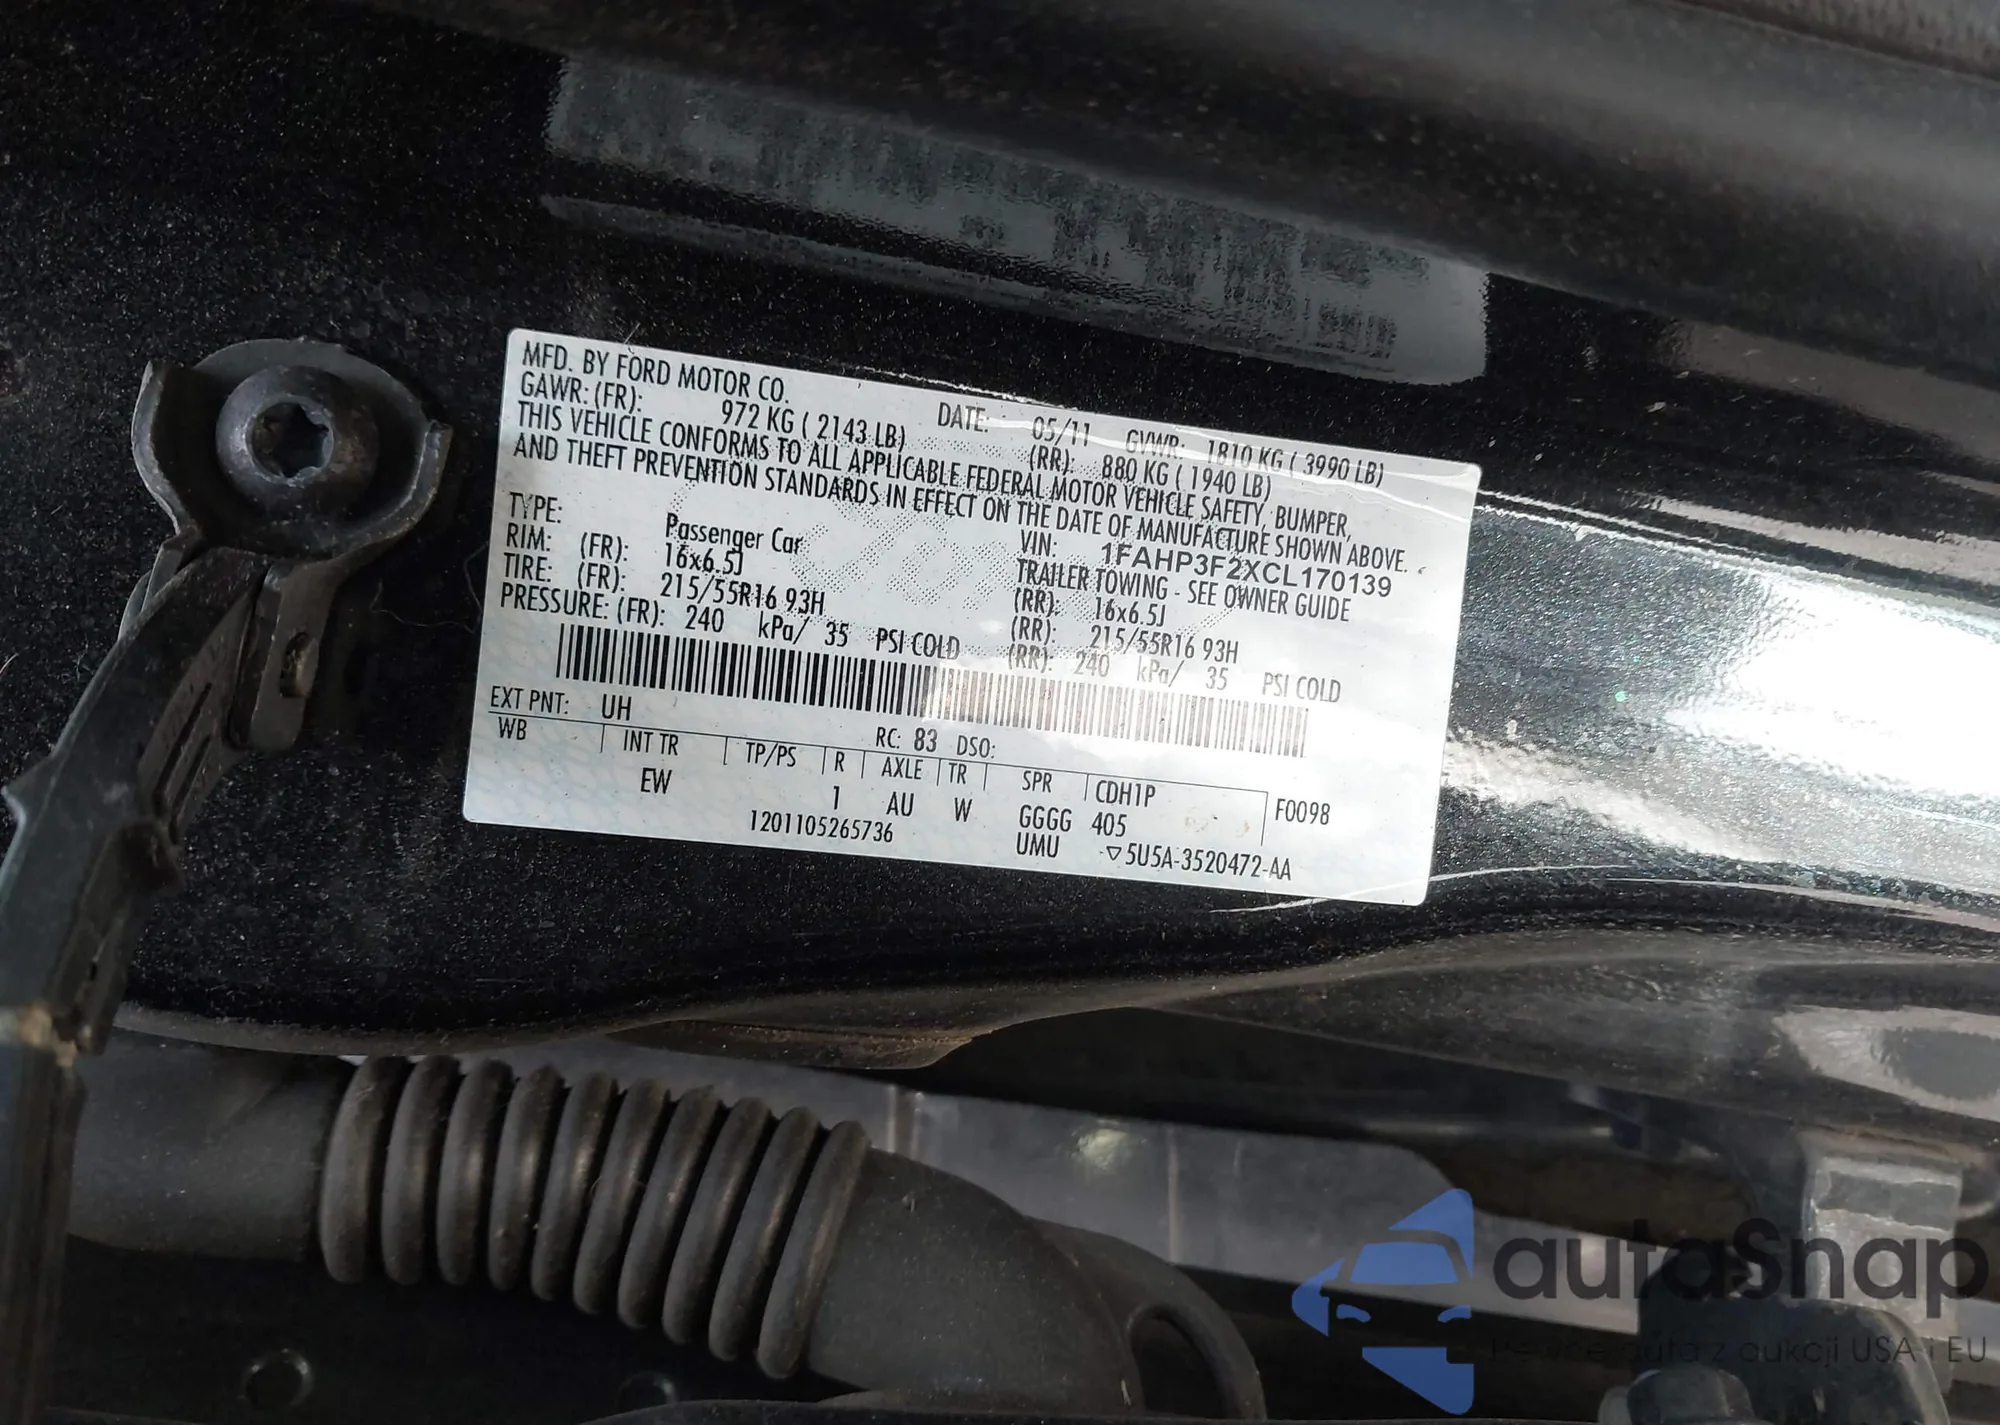 MFD. BY FORD MOTOR CO. DATE: 05/11 GVWR: 1810 KG ( 3990 LB)
GAWR: (FR): 972 KG ( 2143 LB) (RR): 880 KG ( 1940 LB)
THIS VEHICLE CONFORMS TO ALL APPLICABLE FEDERAL MOTOR VEHICLE SAFETY, BUMPER,
AND THEFT PREVENTION STANDARDS IN EFFECT ON THE DATE OF MANUFACTURE SHOWN ABOVE.
VIN: 1FAHP3F2XCL170139
TYPE: Passenger Car TRAILER TOWING - SEE OWNER GUIDE
RIM: (FR): 16x6.5J (RR): 16x6.5J
TIRE: (FR): 215/55R16 93H (RR): 215/55R16 93H
PRESSURE: (FR): 240 kPa/ 35 PSI COLD (RR): 240 kPa/ 35 PSI COLD
EXT PNT: UH RC: 83 DSO:
WB INT TR TP/PS R AXLE TR SPR CDH1P F0098
EW 1 AU W GGGG 405
1201105265736 UMU ▽5U5A-3520472-AA
autaSnap
auta z aukcji USA i EU